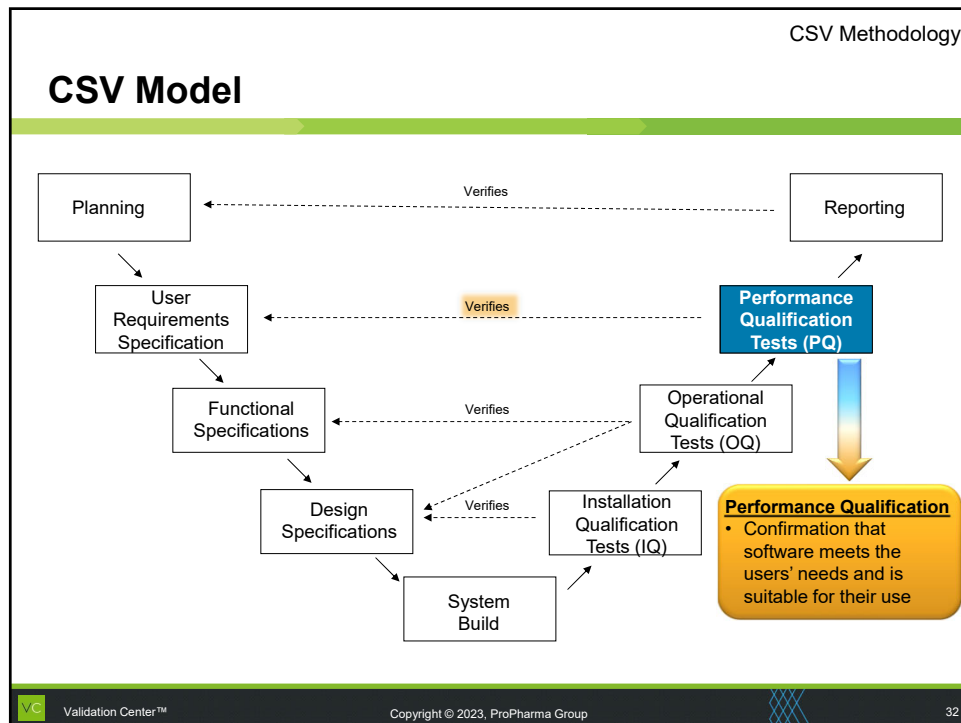 CSV Methodology
CSV Model
Planning
Verifies
Reporting
User
Requirements
Specification
Verifies
Performance
Qualification
Tests (PQ)
Functional
Specifications
Verifies
Operational
Qualification
Tests (OQ)
Design
Specifications
Verifies
Installation
Qualification
Tests (IQ)
System
Build
Performance Qualification
• Confirmation that
software meets the
users’ needs and is
suitable for their use
VC
Validation Center™
Copyright © 2023, ProPharma Group
32